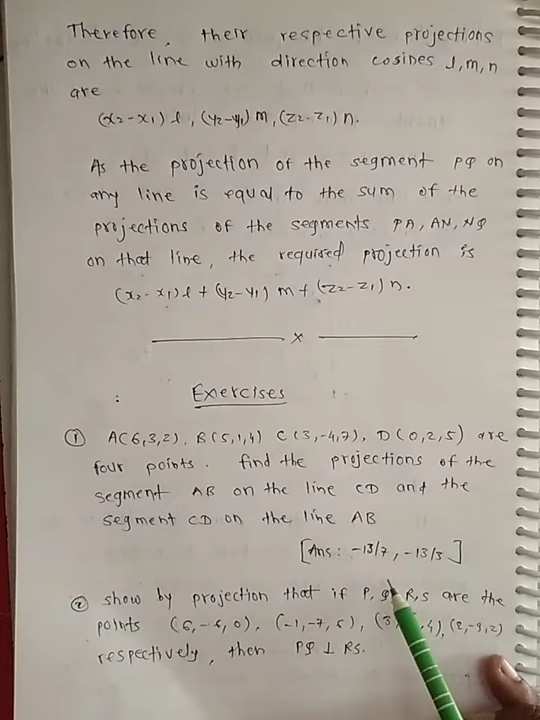 Therefore, their respective projections
on the line with direction cosines l, m, n
are
(x2-x1) l, (y2-y1) m, (z2-z1) n.
As the projection of the segment PQ on
any line is equal to the sum of the
projections of the segments PA, AN, NQ
on that line, the required projection is
(x2-x1) l + (y2-y1) m + (z2-z1) n.
x
Exercises
① A(6,3,2), B(5,1,4) C(3,-4,7), D(0,2,5) are
four points. find the projections of the
segment AB on the line CD and the
segment CD on the line AB
[Ans: -13/7, -13/3]
② show by projection that if P, Q, R, S are the
points (6,-6,0), (-1,-7,6), (3, ,4), (2,-9,2)
respectively, then PQ ⊥ RS.